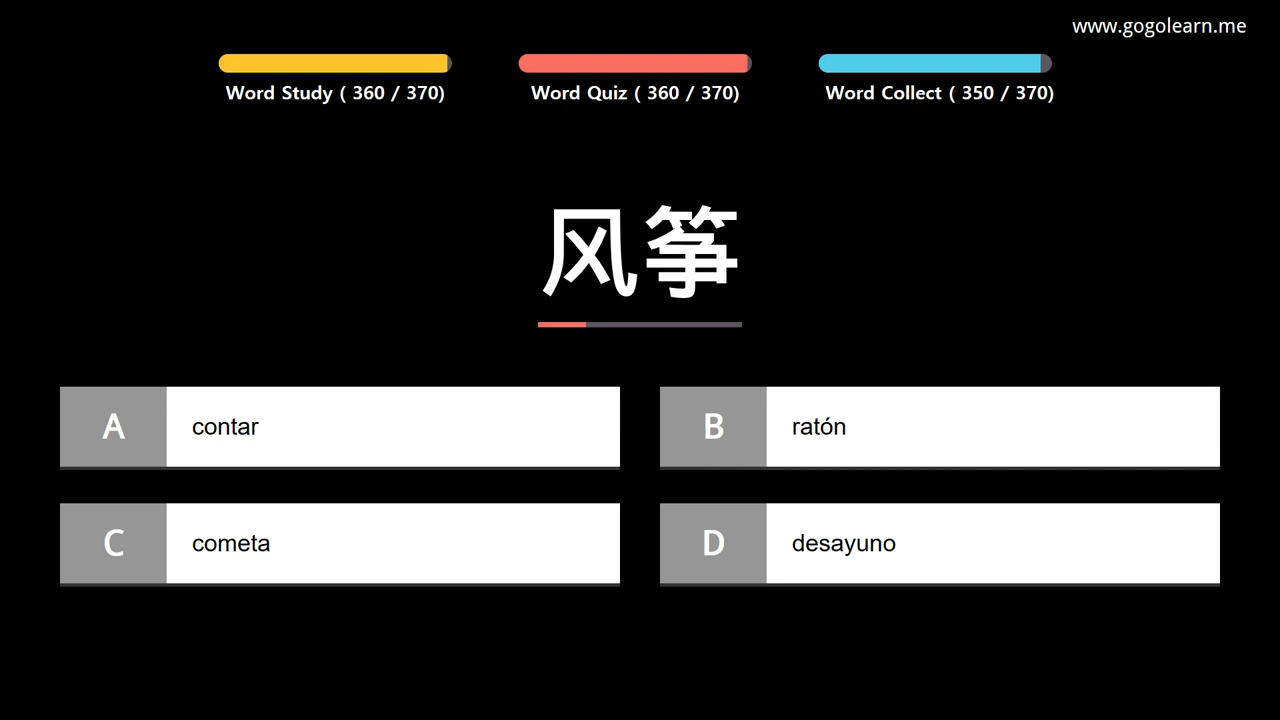 www.gogolearn.me
Word Study ( 360 / 370)
Word Quiz ( 360 / 370)
Word Collect ( 350 / 370)
风筝
A contar
B ratón
C cometa
D desayuno